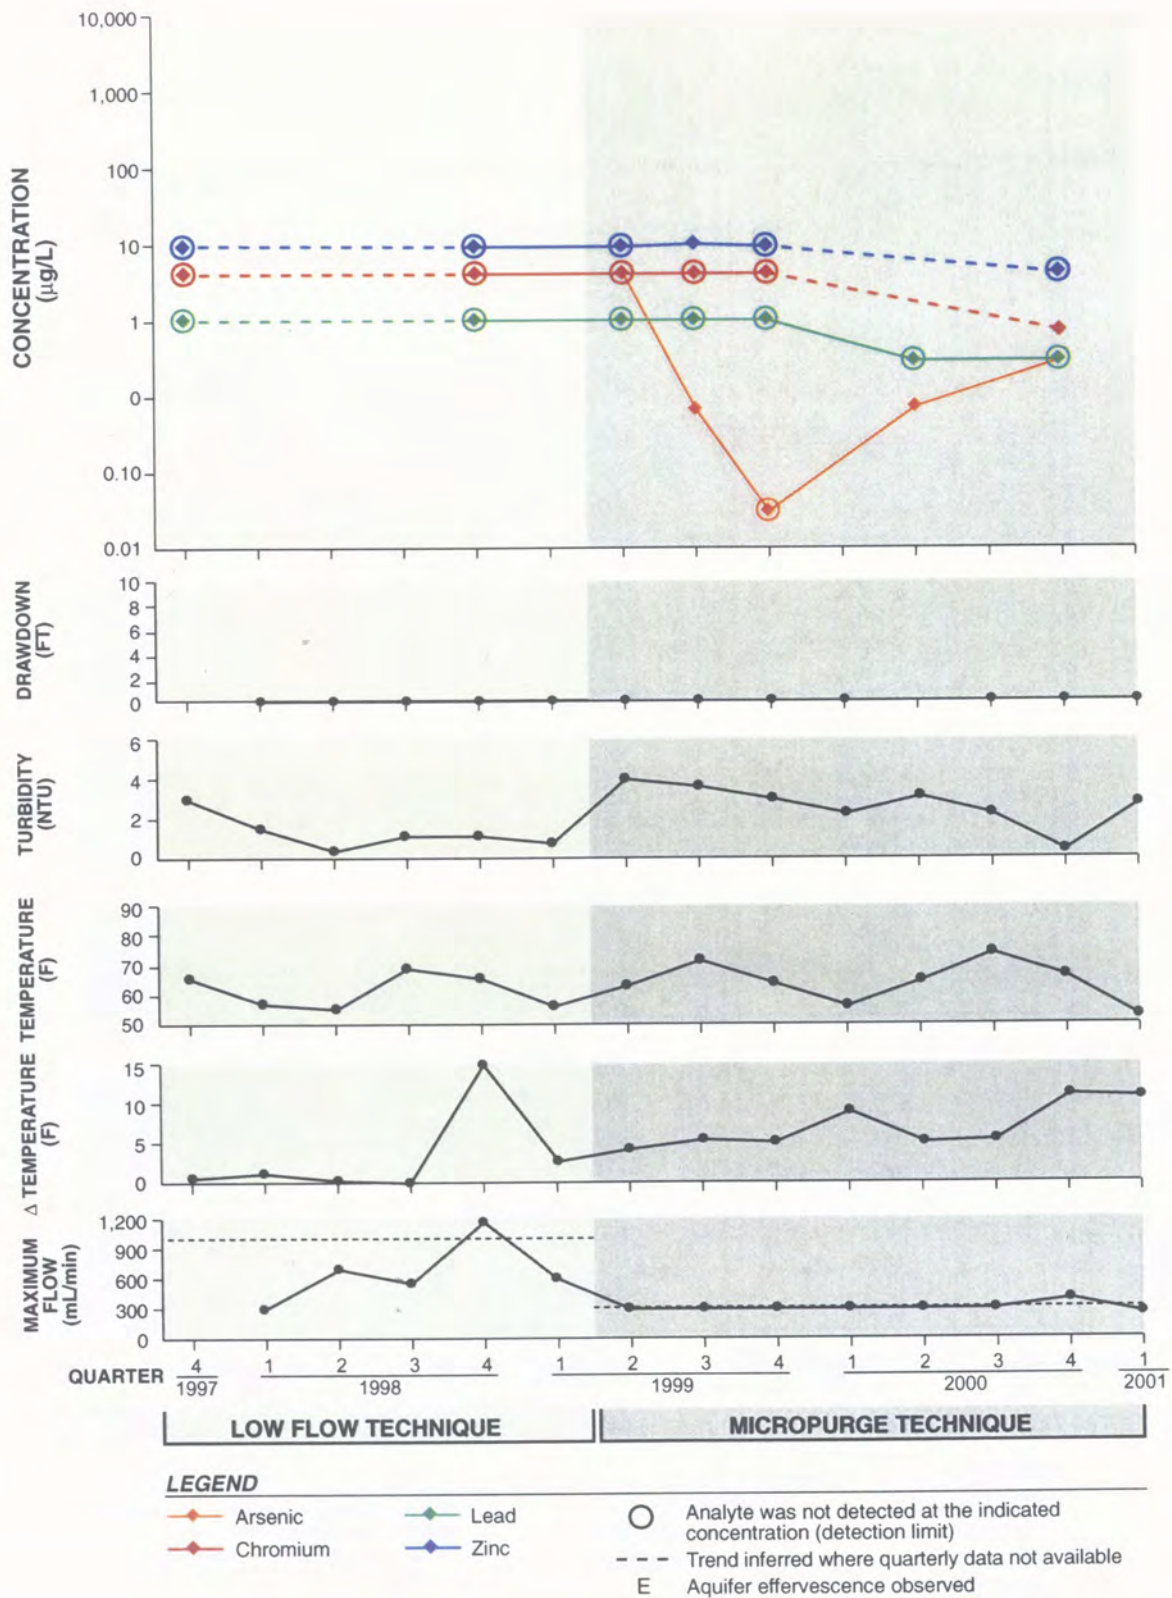 10,000
1,000
100
10
1
0
0.10
0.01
CONCENTRATION
(µg/L)
10
8
6
4
2
0
DRAWDOWN
(FT)
6
4
2
0
TURBIDITY
(NTU)
90
80
70
60
50
TEMPERATURE
(F)
15
10
5
0
Δ TEMPERATURE
(F)
1,200
900
600
300
0
MAXIMUM
FLOW
(mL/min)
QUARTER 4 1 2 3 4 1 2 3 4 1 2 3 4 1
1997 1998 1999 2000 2001
LOW FLOW TECHNIQUE MICROPURGE TECHNIQUE
LEGEND
Arsenic
Chromium
Lead
Zinc
Analyte was not detected at the indicated
concentration (detection limit)
Trend inferred where quarterly data not available
E Aquifer effervescence observed